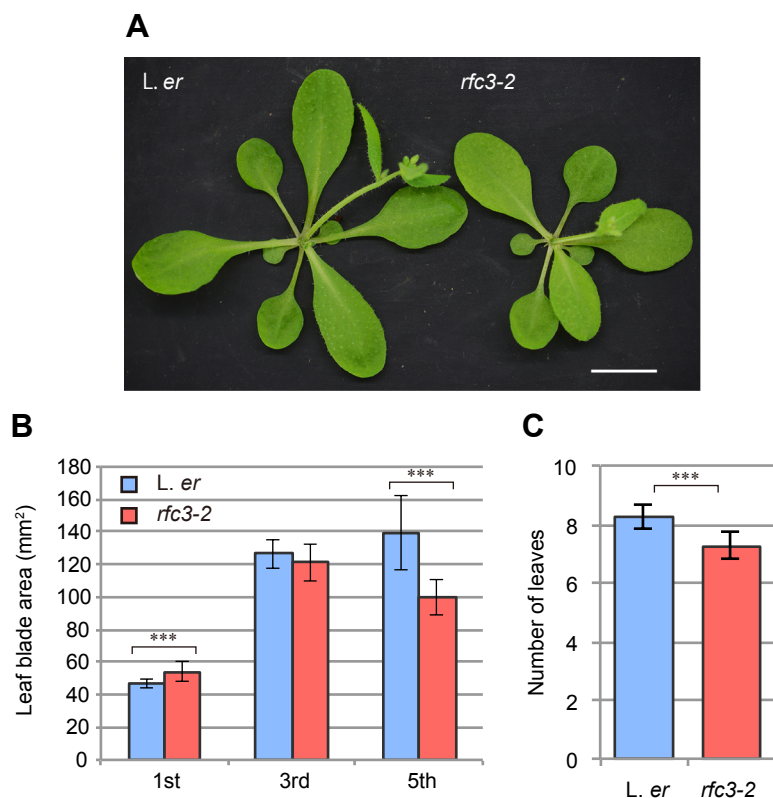 A
L. er
rfc3-2
B
Leaf blade area (mm²)
180
160
140
120
100
80
60
40
20
0
L. er
rfc3-2
***
***
1st
3rd
5th
C
Number of leaves
10
8
6
4
2
0
***
L. er
rfc3-2